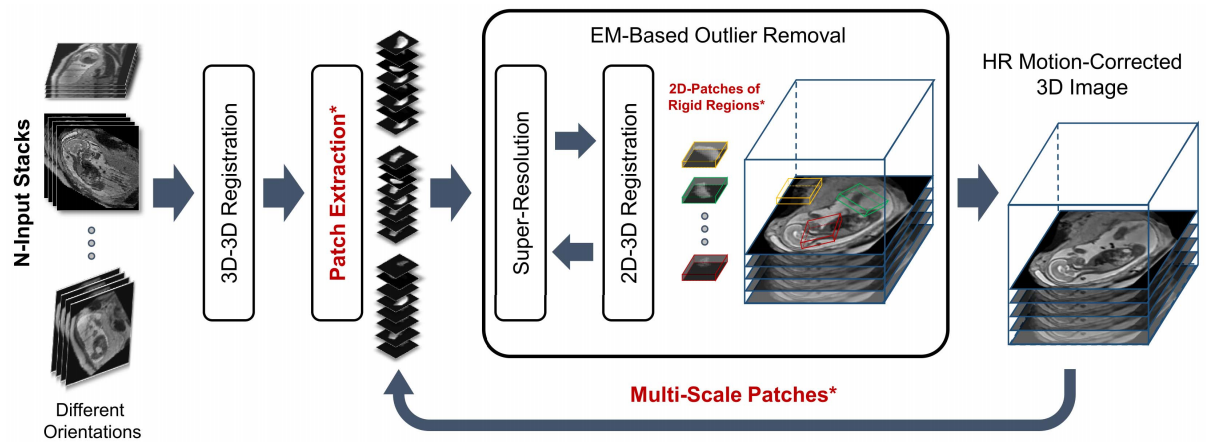 N-Input Stacks
Different
Orientations
3D-3D Registration
Patch Extraction*
EM-Based Outlier Removal
Super-Resolution
2D-3D Registration
2D-Patches of
Rigid Regions*
HR Motion-Corrected
3D Image
Multi-Scale Patches*